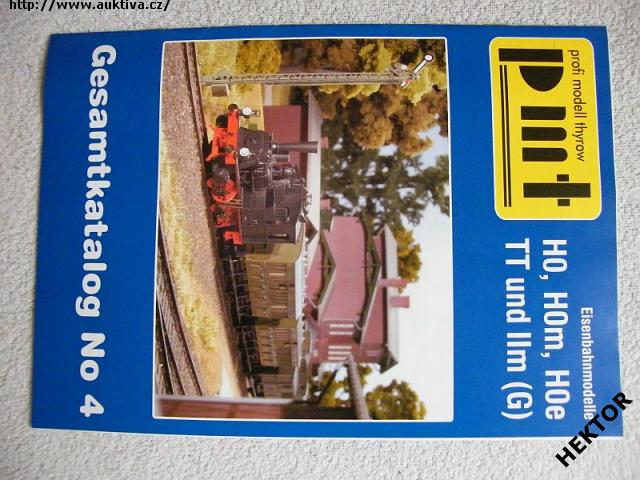 http://www.auktiva.cz/
profi modell thyrow
pmt
Eisenbahnmodelle
H0, H0m, H0e
TT und IIm (G)
Gesamtkatalog No 4
HEKTOR